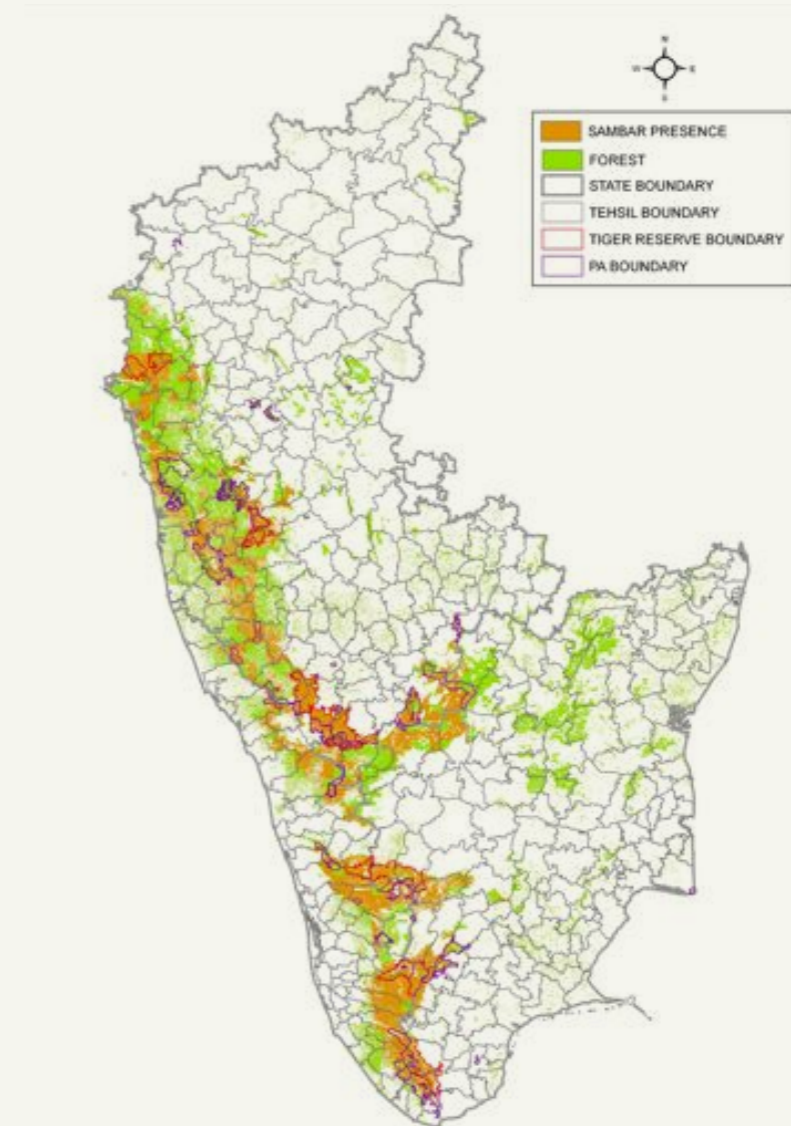 N
W E
S
SAMBAR PRESENCE
FOREST
STATE BOUNDARY
TEHSIL BOUNDARY
TIGER RESERVE BOUNDARY
PA BOUNDARY